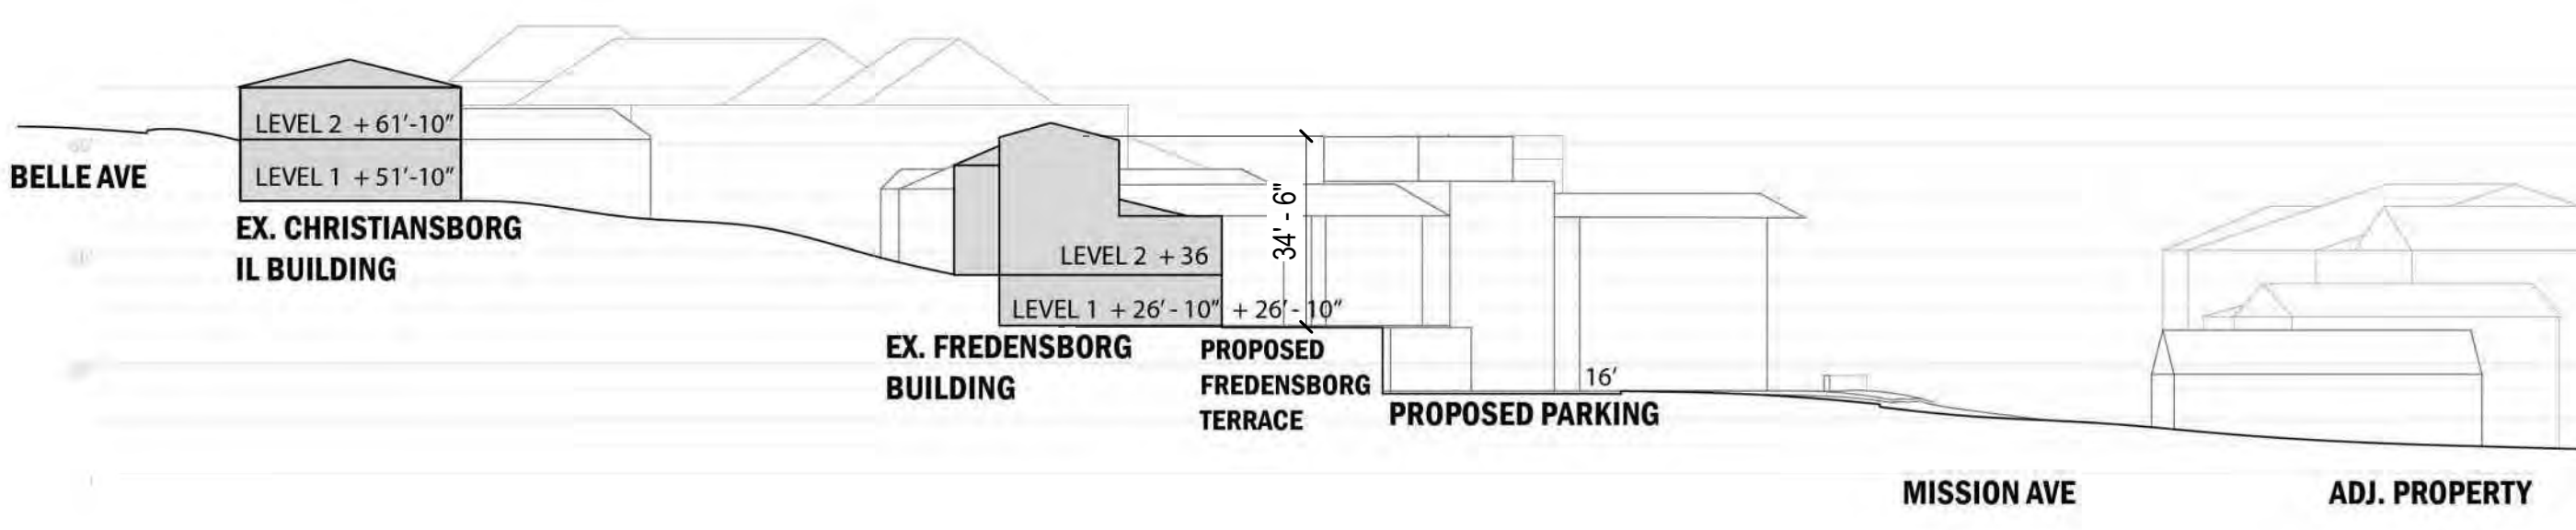 LEVEL 2 + 61'-10"
LEVEL 1 + 51'-10"
BELLE AVE
EX. CHRISTIANSBORG
IL BUILDING
34' - 6"
LEVEL 2 + 36
LEVEL 1 + 26' - 10" + 26' - 10"
EX. FREDENSBORG
BUILDING
PROPOSED
FREDENSBORG
TERRACE
16'
PROPOSED PARKING
MISSION AVE
ADJ. PROPERTY